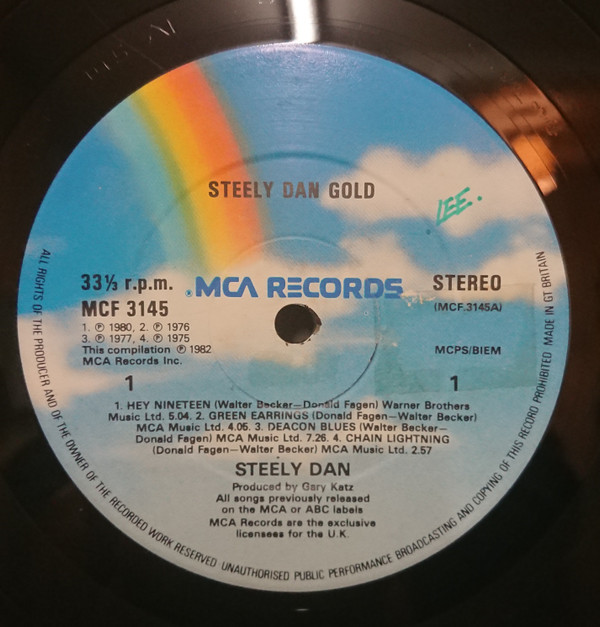 STEELY DAN GOLD
LEE.
33⅓ r.p.m.
MCA RECORDS
STEREO
MCF 3145
(MCF.3145A)
1. ℗ 1980, 2. ℗ 1976
3. ℗ 1977, 4. ℗ 1975
This compilation ℗ 1982
MCA Records Inc.
MCPS/BIEM
1
1
1. HEY NINETEEN (Walter Becker—Donald Fagen) Warner Brothers
Music Ltd. 5.04. 2. GREEN EARRINGS (Donald Fagen—Walter Becker)
MCA Music Ltd. 4.05. 3. DEACON BLUES (Walter Becker—
Donald Fagen) MCA Music Ltd. 7.26. 4. CHAIN LIGHTNING
(Donald Fagen—Walter Becker) MCA Music Ltd. 2.57
STEELY DAN
Produced by Gary Katz
All songs previously released
on the MCA or ABC labels
MCA Records are the exclusive
licensees for the U.K.
ALL RIGHTS OF THE PRODUCER AND OF THE OWNER OF THE RECORDED WORK RESERVED UNAUTHORISED PUBLIC PERFORMANCE BROADCASTING AND COPYING OF THIS RECORD PROHIBITED MADE IN GT BRITAIN